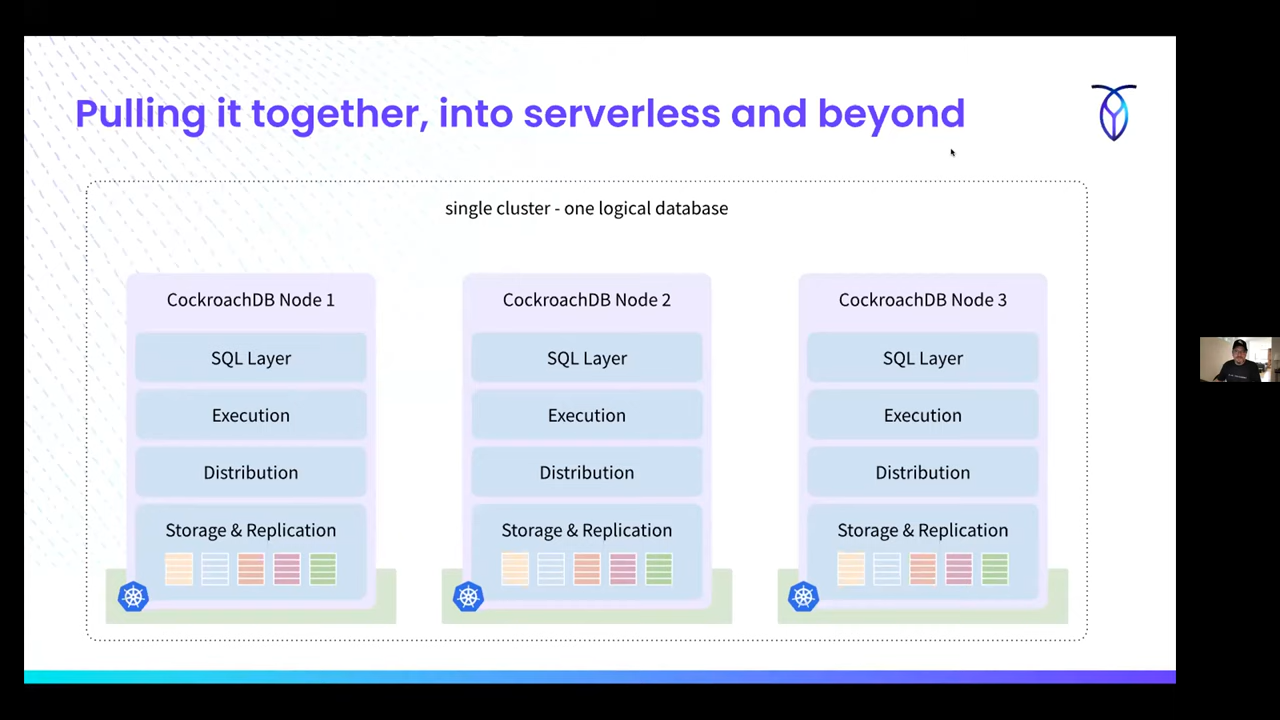 Pulling it together, into serverless and beyond
single cluster - one logical database
CockroachDB Node 1
SQL Layer
Execution
Distribution
Storage & Replication
CockroachDB Node 2
SQL Layer
Execution
Distribution
Storage & Replication
CockroachDB Node 3
SQL Layer
Execution
Distribution
Storage & Replication